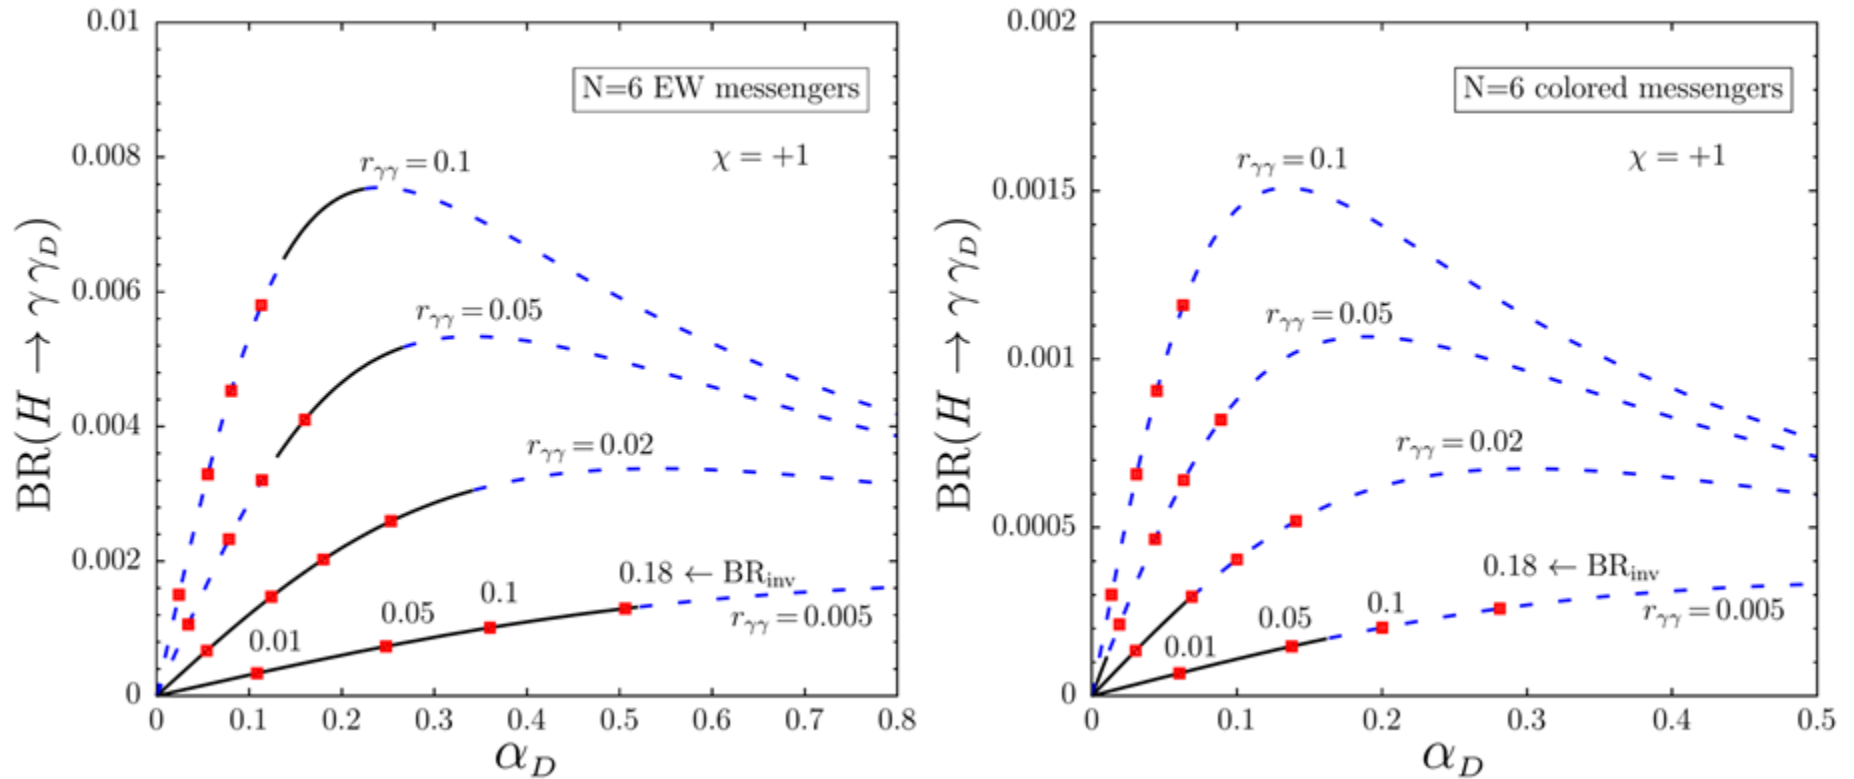 0.01
0.008
0.006
0.004
0.002
0
BR(H → γ γ_D)
N=6 EW messengers
χ = +1
r_γγ = 0.1
r_γγ = 0.05
r_γγ = 0.02
0.18 ← BR_inv
0.1
0.05
0.01
r_γγ = 0.005
0 0.1 0.2 0.3 0.4 0.5 0.6 0.7 0.8
α_D
0.002
0.0015
0.001
0.0005
0
BR(H → γ γ_D)
N=6 colored messengers
χ = +1
r_γγ = 0.1
r_γγ = 0.05
r_γγ = 0.02
0.18 ← BR_inv
0.1
0.05
0.01
r_γγ = 0.005
0 0.1 0.2 0.3 0.4 0.5
α_D